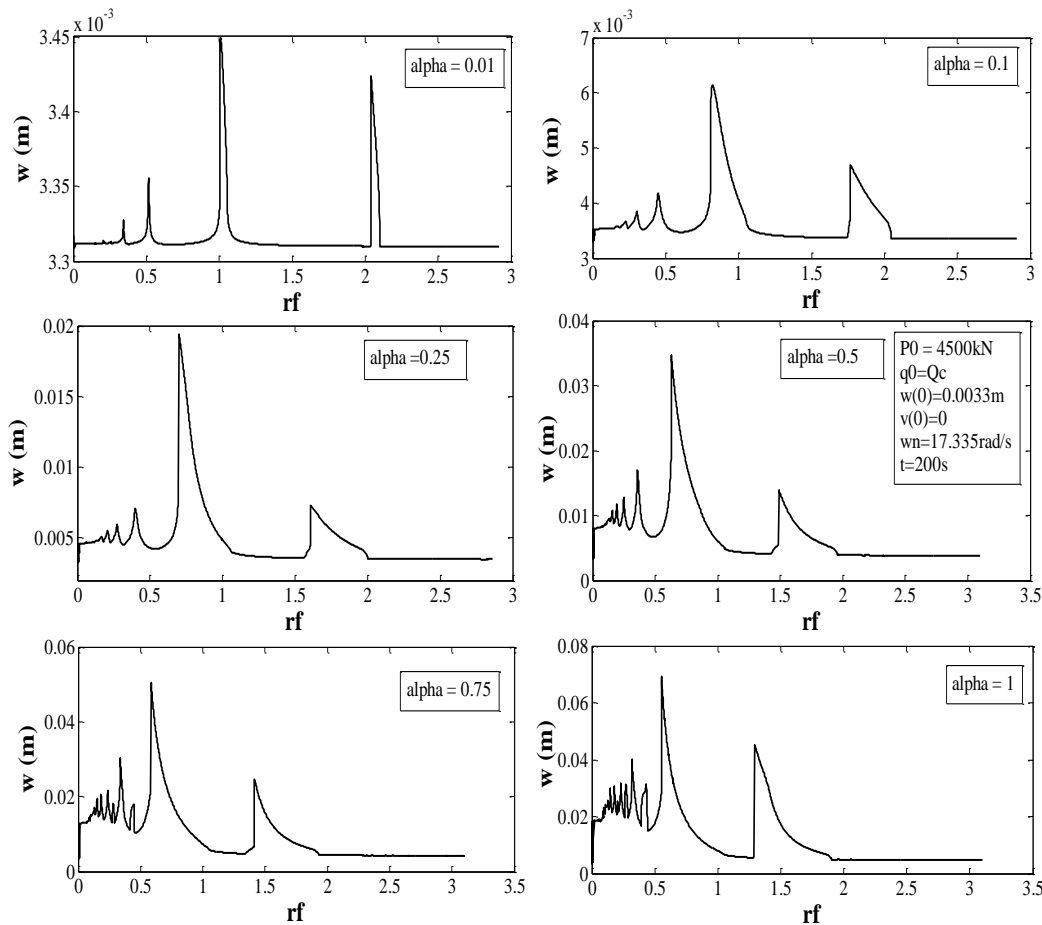 x 10⁻³
3.45
3.4
3.35
3.3
w (m)
alpha = 0.01
0 0.5 1 1.5 2 2.5 3
rf
x 10⁻³
7
6
5
4
3
w (m)
alpha = 0.1
0 0.5 1 1.5 2 2.5 3
rf
0.02
0.015
0.01
0.005
w (m)
alpha =0.25
0 0.5 1 1.5 2 2.5 3
rf
0.04
0.03
0.02
0.01
0
w (m)
alpha =0.5
P0 = 4500kN
q0=Qc
w(0)=0.0033m
v(0)=0
wn=17.335rad/s
t=200s
0 0.5 1 1.5 2 2.5 3 3.5
rf
0.06
0.04
0.02
0
w (m)
alpha = 0.75
0 0.5 1 1.5 2 2.5 3 3.5
rf
0.08
0.06
0.04
0.02
0
w (m)
alpha = 1
0 0.5 1 1.5 2 2.5 3 3.5
rf